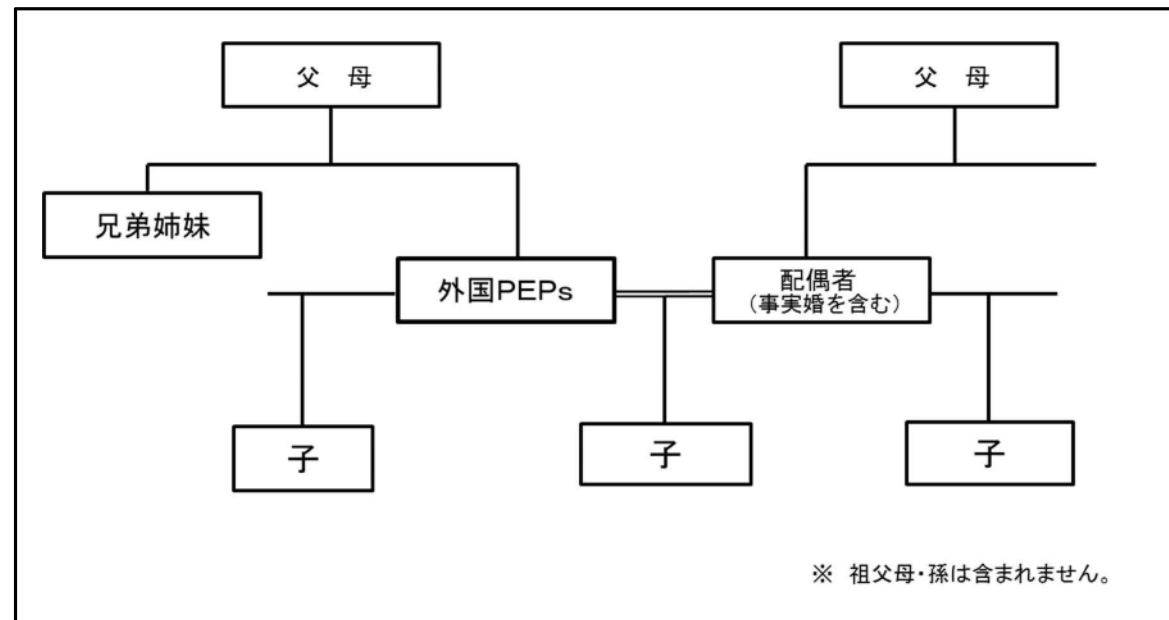 父　母
父　母
兄弟姉妹
外国PEPs
配偶者
（事実婚を含む）
子
子
子
※　祖父母・孫は含まれません。